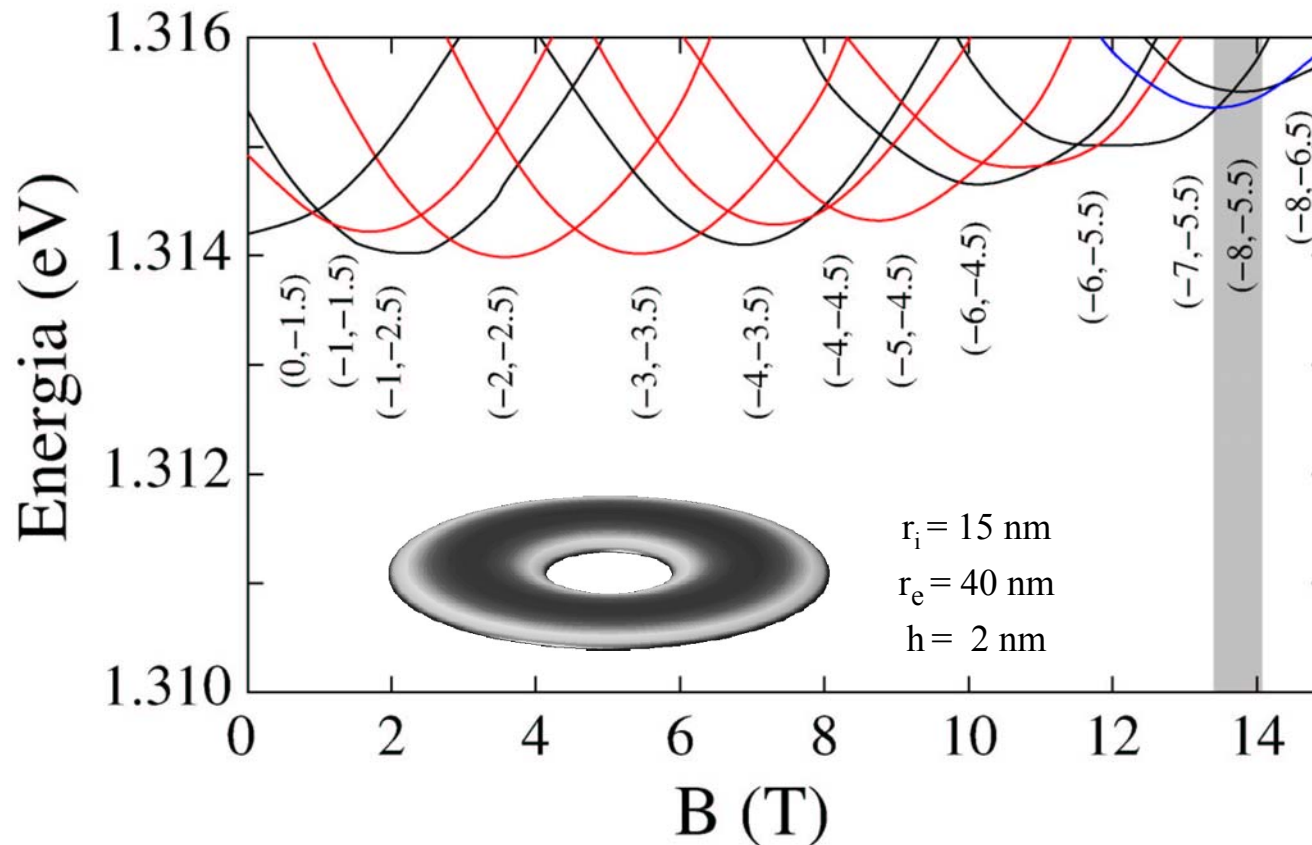 Energia (eV)
1.316
1.314
1.312
1.310
(0,−1.5)
(−1,−1.5)
(−1,−2.5)
(−2,−2.5)
(−3,−3.5)
(−4,−3.5)
(−4,−4.5)
(−5,−4.5)
(−6,−4.5)
(−6,−5.5)
(−7,−5.5)
(−8,−5.5)
(−8,−6.5)
ri = 15 nm
re = 40 nm
h = 2 nm
0 2 4 6 8 10 12 14
B (T)